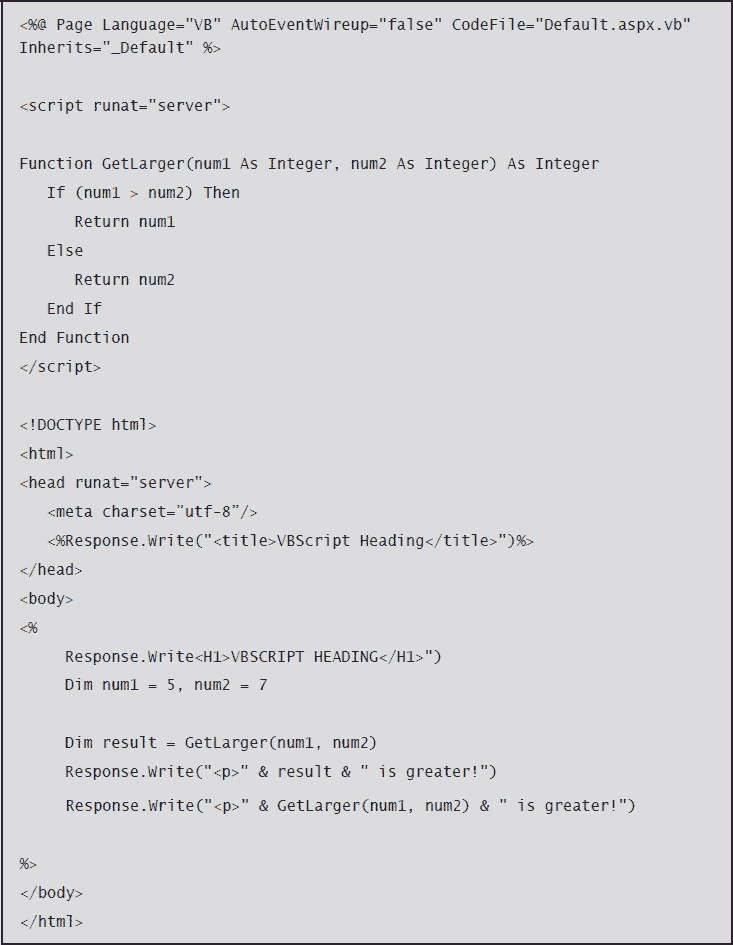 <%@ Page Language="VB" AutoEventWireup="false" CodeFile="Default.aspx.vb"
Inherits="_Default" %>
<script runat="server">
Function GetLarger(num1 As Integer, num2 As Integer) As Integer
If (num1 > num2) Then
Return num1
Else
Return num2
End If
End Function
</script>
<!DOCTYPE html>
<html>
<head runat="server">
<meta charset=”utf-8”/>
<%Response.Write("<title>VBScript Heading</title>")%>
</head>
<body>
<%
Response.Write<H1>VBSCRIPT HEADING</H1>")
Dim num1 = 5, num2 = 7
Dim result = GetLarger(num1, num2)
Response.Write("<p>" & result & " is greater!")
Response.Write("<p>" & GetLarger(num1, num2) & " is greater!")
%>
</body>
</html>